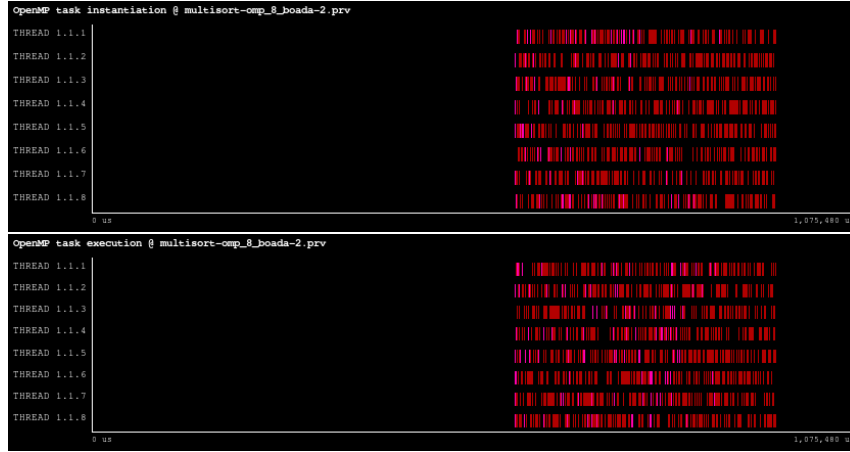 OpenMP task instantiation @ multisort-omp_8_boada-2.prv
THREAD 1.1.1
THREAD 1.1.2
THREAD 1.1.3
THREAD 1.1.4
THREAD 1.1.5
THREAD 1.1.6
THREAD 1.1.7
THREAD 1.1.8
0 us 1,075,480 u
OpenMP task execution @ multisort-omp_8_boada-2.prv
THREAD 1.1.1
THREAD 1.1.2
THREAD 1.1.3
THREAD 1.1.4
THREAD 1.1.5
THREAD 1.1.6
THREAD 1.1.7
THREAD 1.1.8
0 us 1,075,480 u